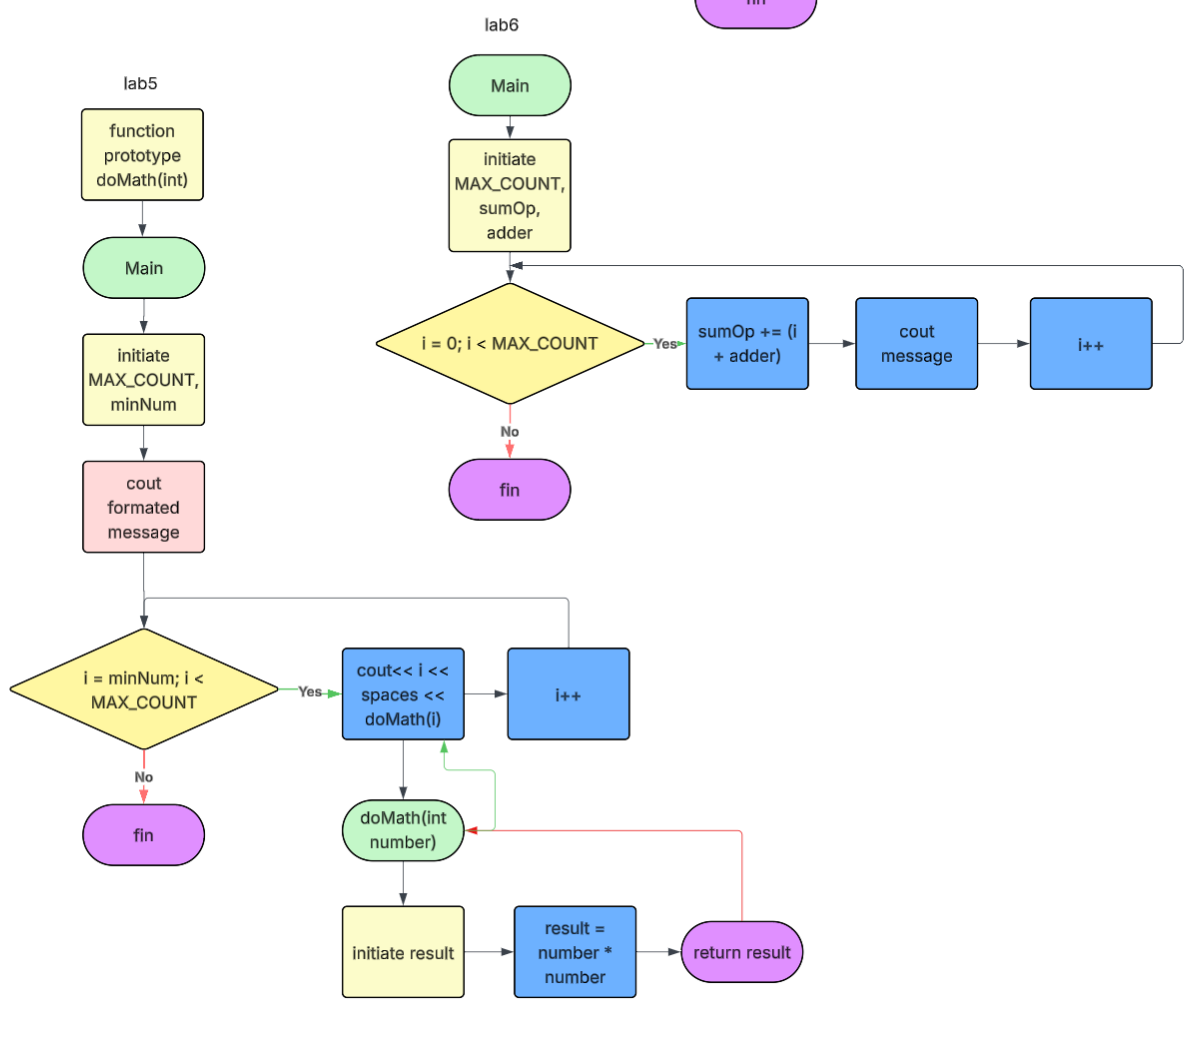 fin
lab6
Main
initiate
MAX_COUNT,
sumOp,
adder
i = 0; i < MAX_COUNT
Yes
sumOp += (i
+ adder)
cout
message
i++
No
fin
lab5
function
prototype
doMath(int)
Main
initiate
MAX_COUNT,
minNum
cout
formated
message
i = minNum; i <
MAX_COUNT
Yes
cout<< i <<
spaces <<
doMath(i)
i++
No
fin
doMath(int
number)
initiate result
result =
number *
number
return result